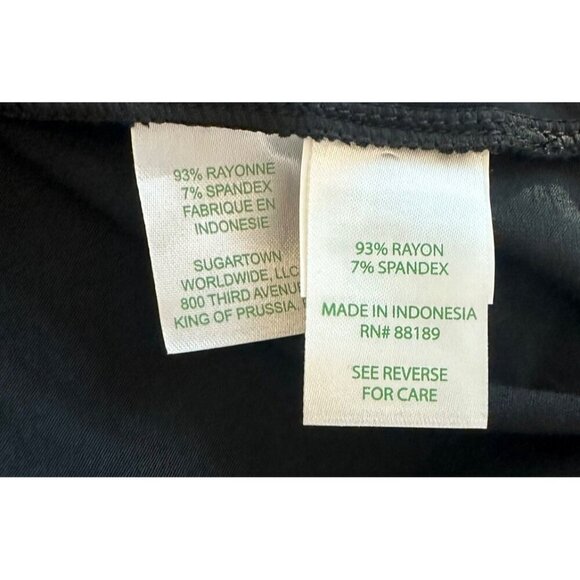 93% RAYONNE
7% SPANDEX
FABRIQUE EN
INDONESIE
SUGARTOWN
WORLDWIDE, LLC
800 THIRD AVENUE
KING OF PRUSSIA,
93% RAYON
7% SPANDEX
MADE IN INDONESIA
RN# 88189
SEE REVERSE
FOR CARE